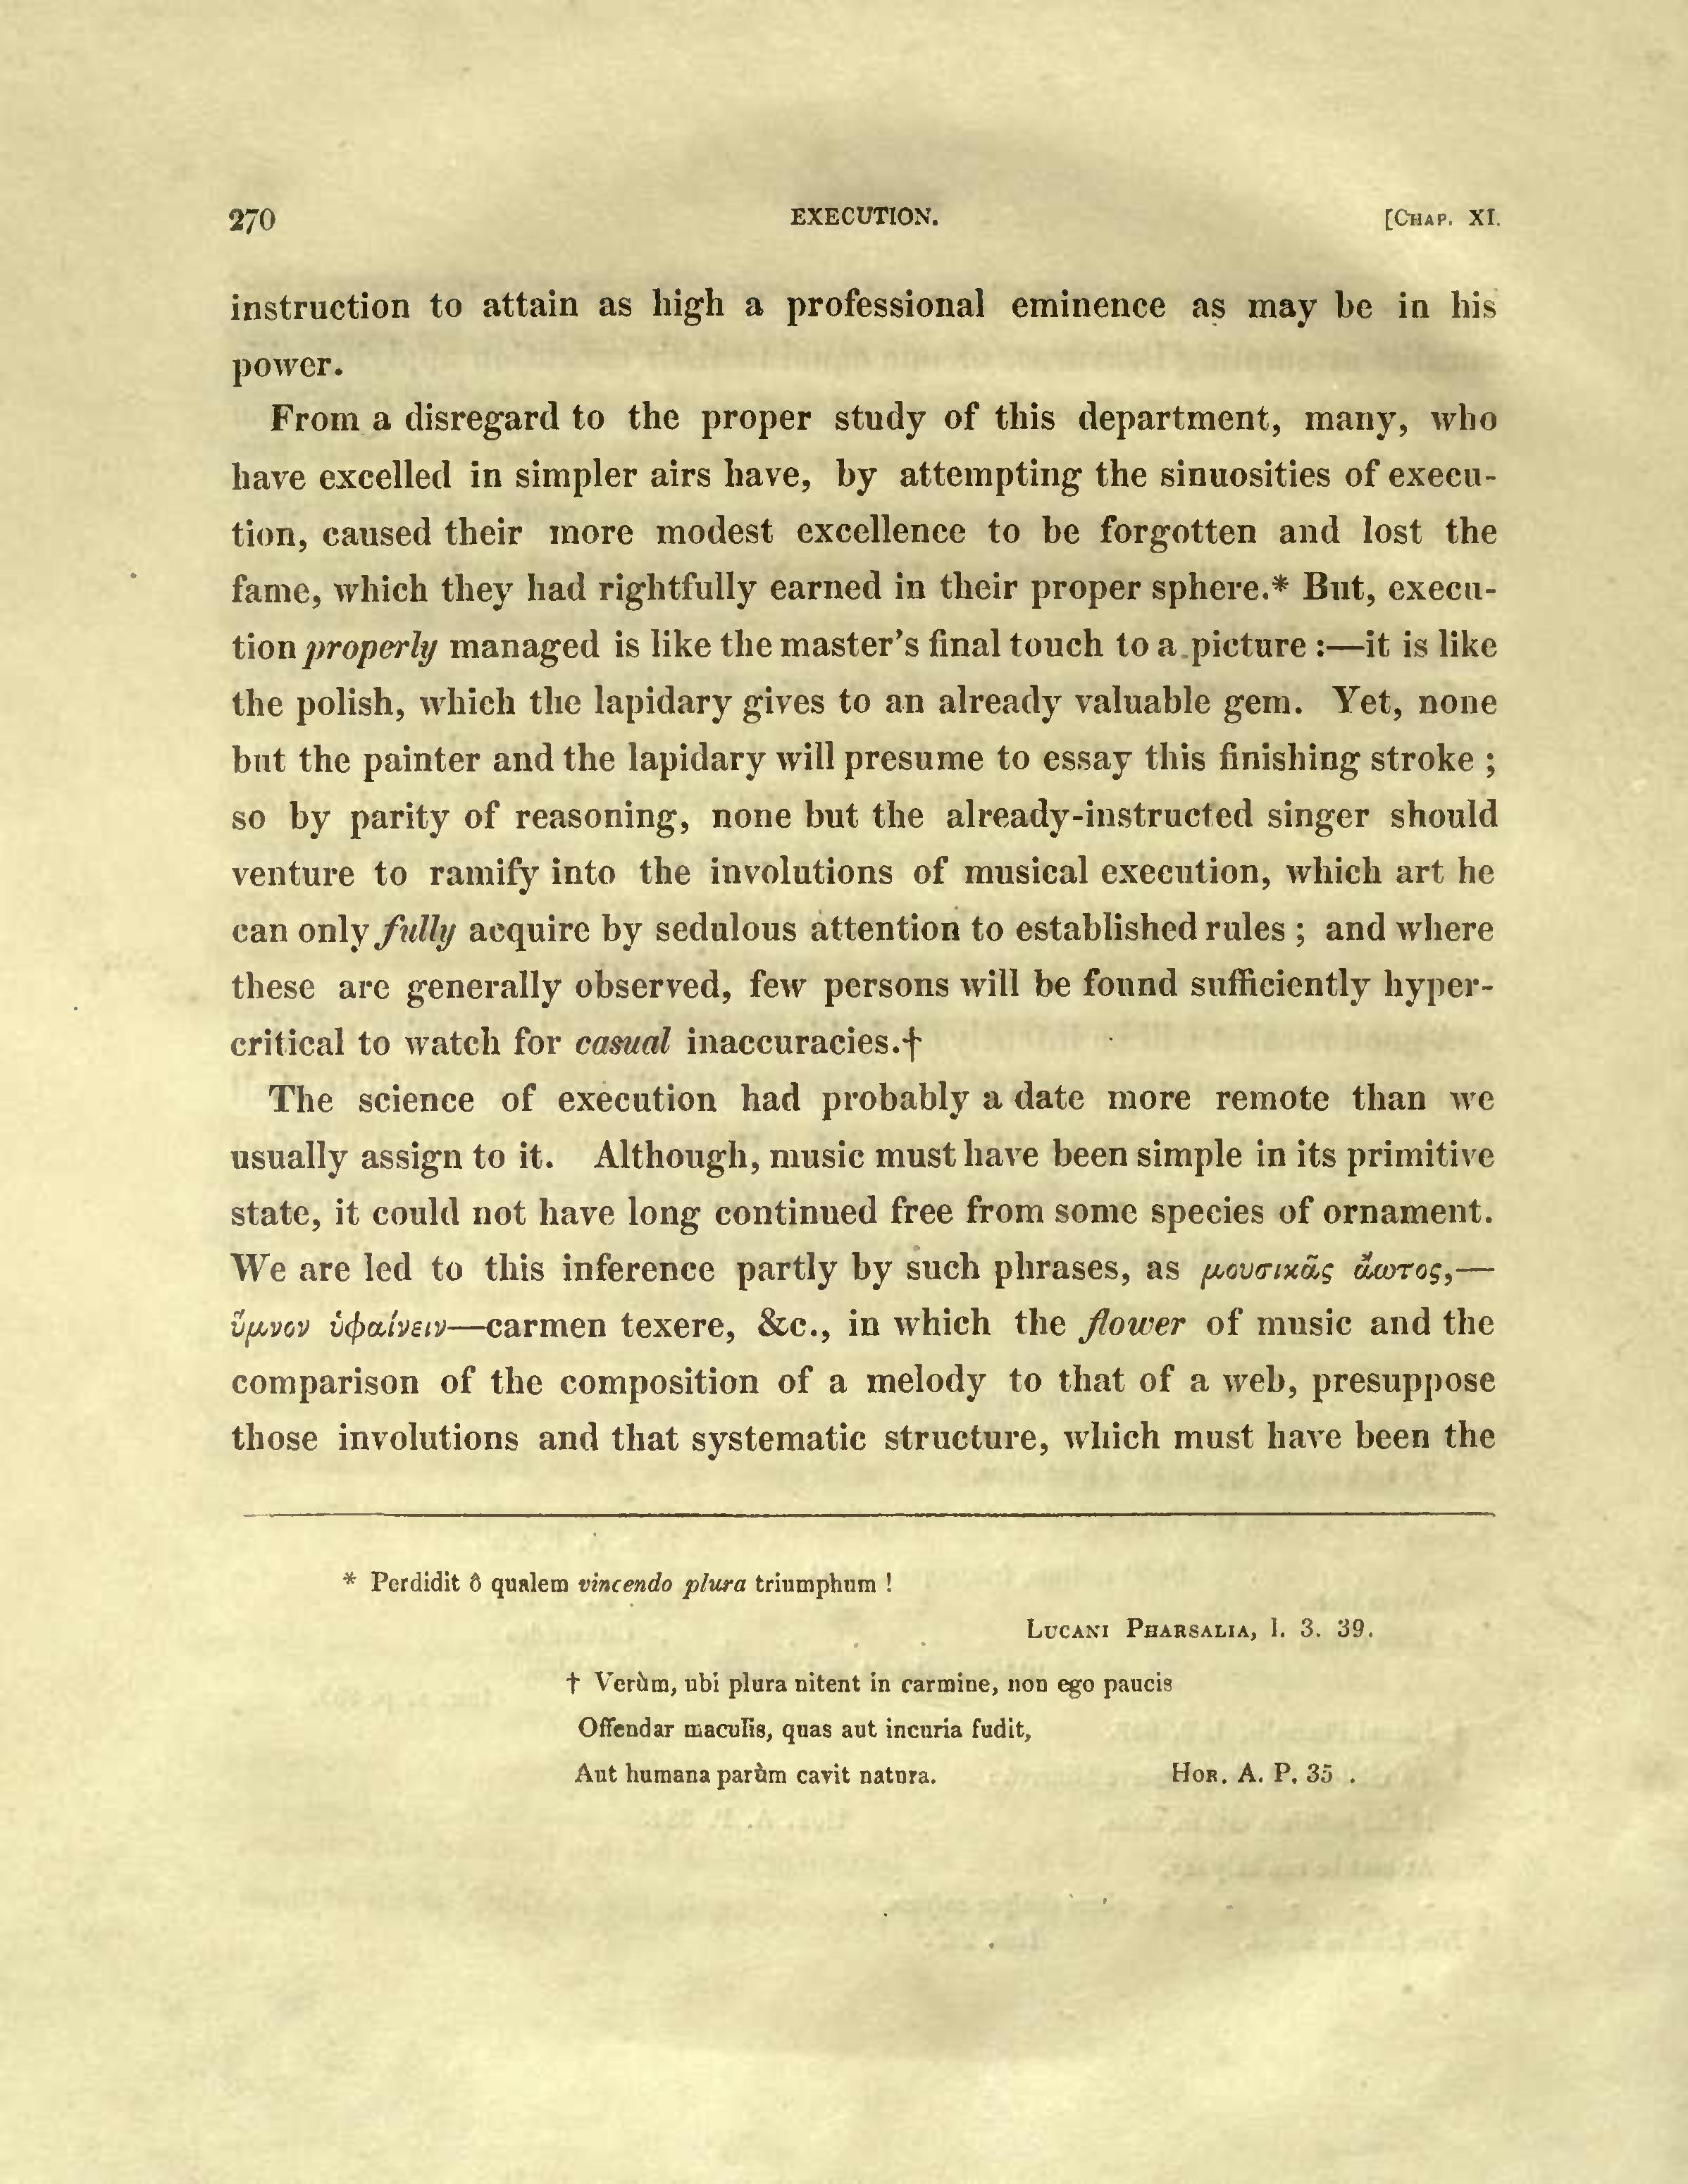 270 EXECUTION. [CHAP. XI.
instruction to attain as high a professional eminence as may be in his
power.
From a disregard to the proper study of this department, many, who
have excelled in simpler airs have, by attempting the sinuosities of execu-
tion, caused their more modest excellence to be forgotten and lost the
fame, which they had rightfully earned in their proper sphere.* But, execu-
tion properly managed is like the master's final touch to a picture :—it is like
the polish, which the lapidary gives to an already valuable gem. Yet, none
but the painter and the lapidary will presume to essay this finishing stroke ;
so by parity of reasoning, none but the already-instructed singer should
venture to ramify into the involutions of musical execution, which art he
can only fully acquire by sedulous attention to established rules ; and where
these are generally observed, few persons will be found sufficiently hyper-
critical to watch for casual inaccuracies.†
The science of execution had probably a date more remote than we
usually assign to it. Although, music must have been simple in its primitive
state, it could not have long continued free from some species of ornament.
We are led to this inference partly by such phrases, as μουσικᾶς ἄωτος,—
ὕμνον ὑφαίνειν—carmen texere, &c., in which the flower of music and the
comparison of the composition of a melody to that of a web, presuppose
those involutions and that systematic structure, which must have been the
* Perdidit ô qualem vincendo plura triumphum !
LUCANI PHARSALIA, l. 3. 39.
† Verùm, ubi plura nitent in carmine, non ego paucis
Offendar maculis, quas aut incuria fudit,
Aut humana parùm cavit natura. HOR. A. P. 35 .